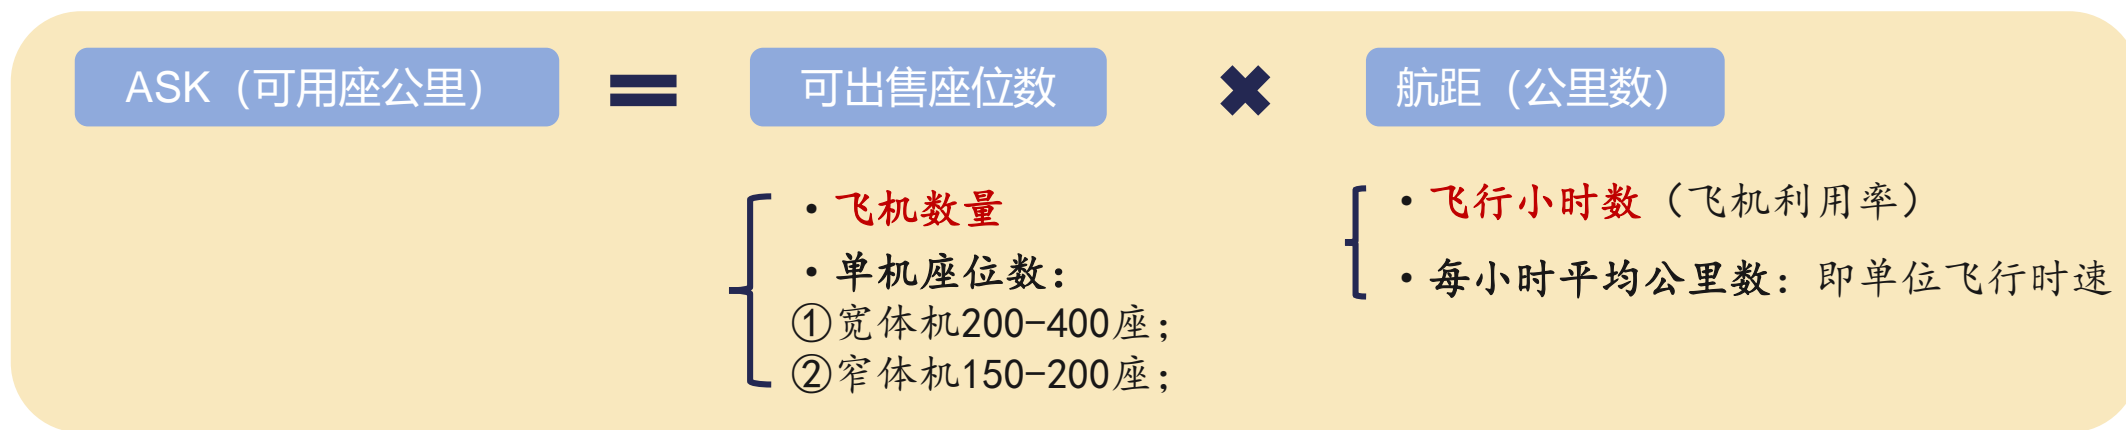 ASK（可用座公里）
=
可出售座位数
×
航距（公里数）
·飞机数量
·单机座位数：
①宽体机200-400座；
②窄体机150-200座；
·飞行小时数（飞机利用率）
·每小时平均公里数：即单位飞行时速